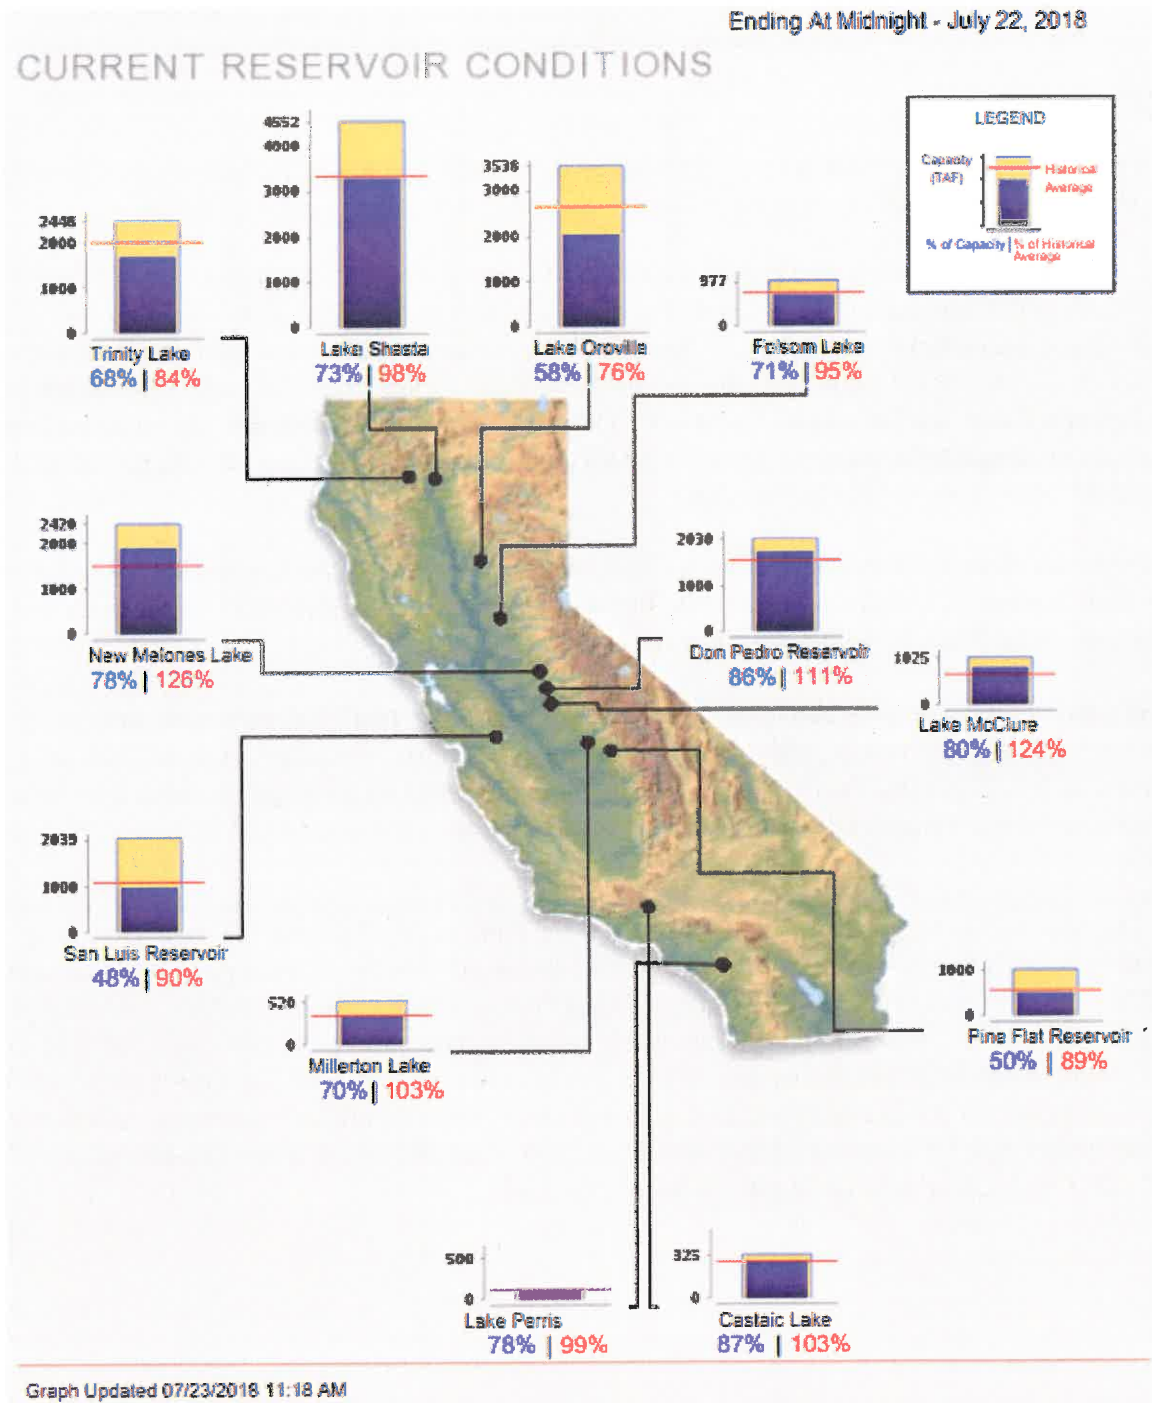 Ending At Midnight - July 22, 2018
CURRENT RESERVOIR CONDITIONS
LEGEND
Capacity
(TAF)
Historical
Average
% of Capacity | % of Historical
Average
2448
2000
1000
0
Trinity Lake
68% | 84%
4552
4000
3000
2000
1000
0
Lake Shasta
73% | 98%
3538
3000
2000
1000
0
Lake Oroville
58% | 76%
977
0
Folsom Lake
71% | 95%
2420
2000
1000
0
New Melones Lake
78% | 126%
2030
1000
0
Don Pedro Reservoir
86% | 111%
1025
0
Lake McClure
80% | 124%
2039
1000
0
San Luis Reservoir
48% | 90%
520
0
Millerton Lake
70% | 103%
1000
0
Pine Flat Reservoir
50% | 89%
500
0
Lake Perris
78% | 99%
325
0
Castaic Lake
87% | 103%
Graph Updated 07/23/2018 11:18 AM